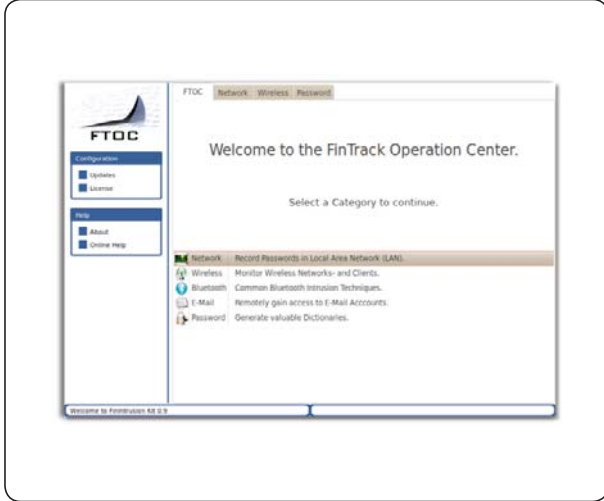 FTOC Network Wireless Password
FTOC
Configuration
Updates
License
Help
About
Online Help
Welcome to the FinTrack Operation Center.
Select a Category to continue.
Network Record Passwords in Local Area Network (LAN).
Wireless Monitor Wireless Networks- and Clients.
Bluetooth Common Bluetooth Intrusion Techniques.
E-Mail Remotely gain access to E-Mail Acccounts.
Password Generate valuable Dictionaries.
Welcome to FinIntrusion Kit 0.9